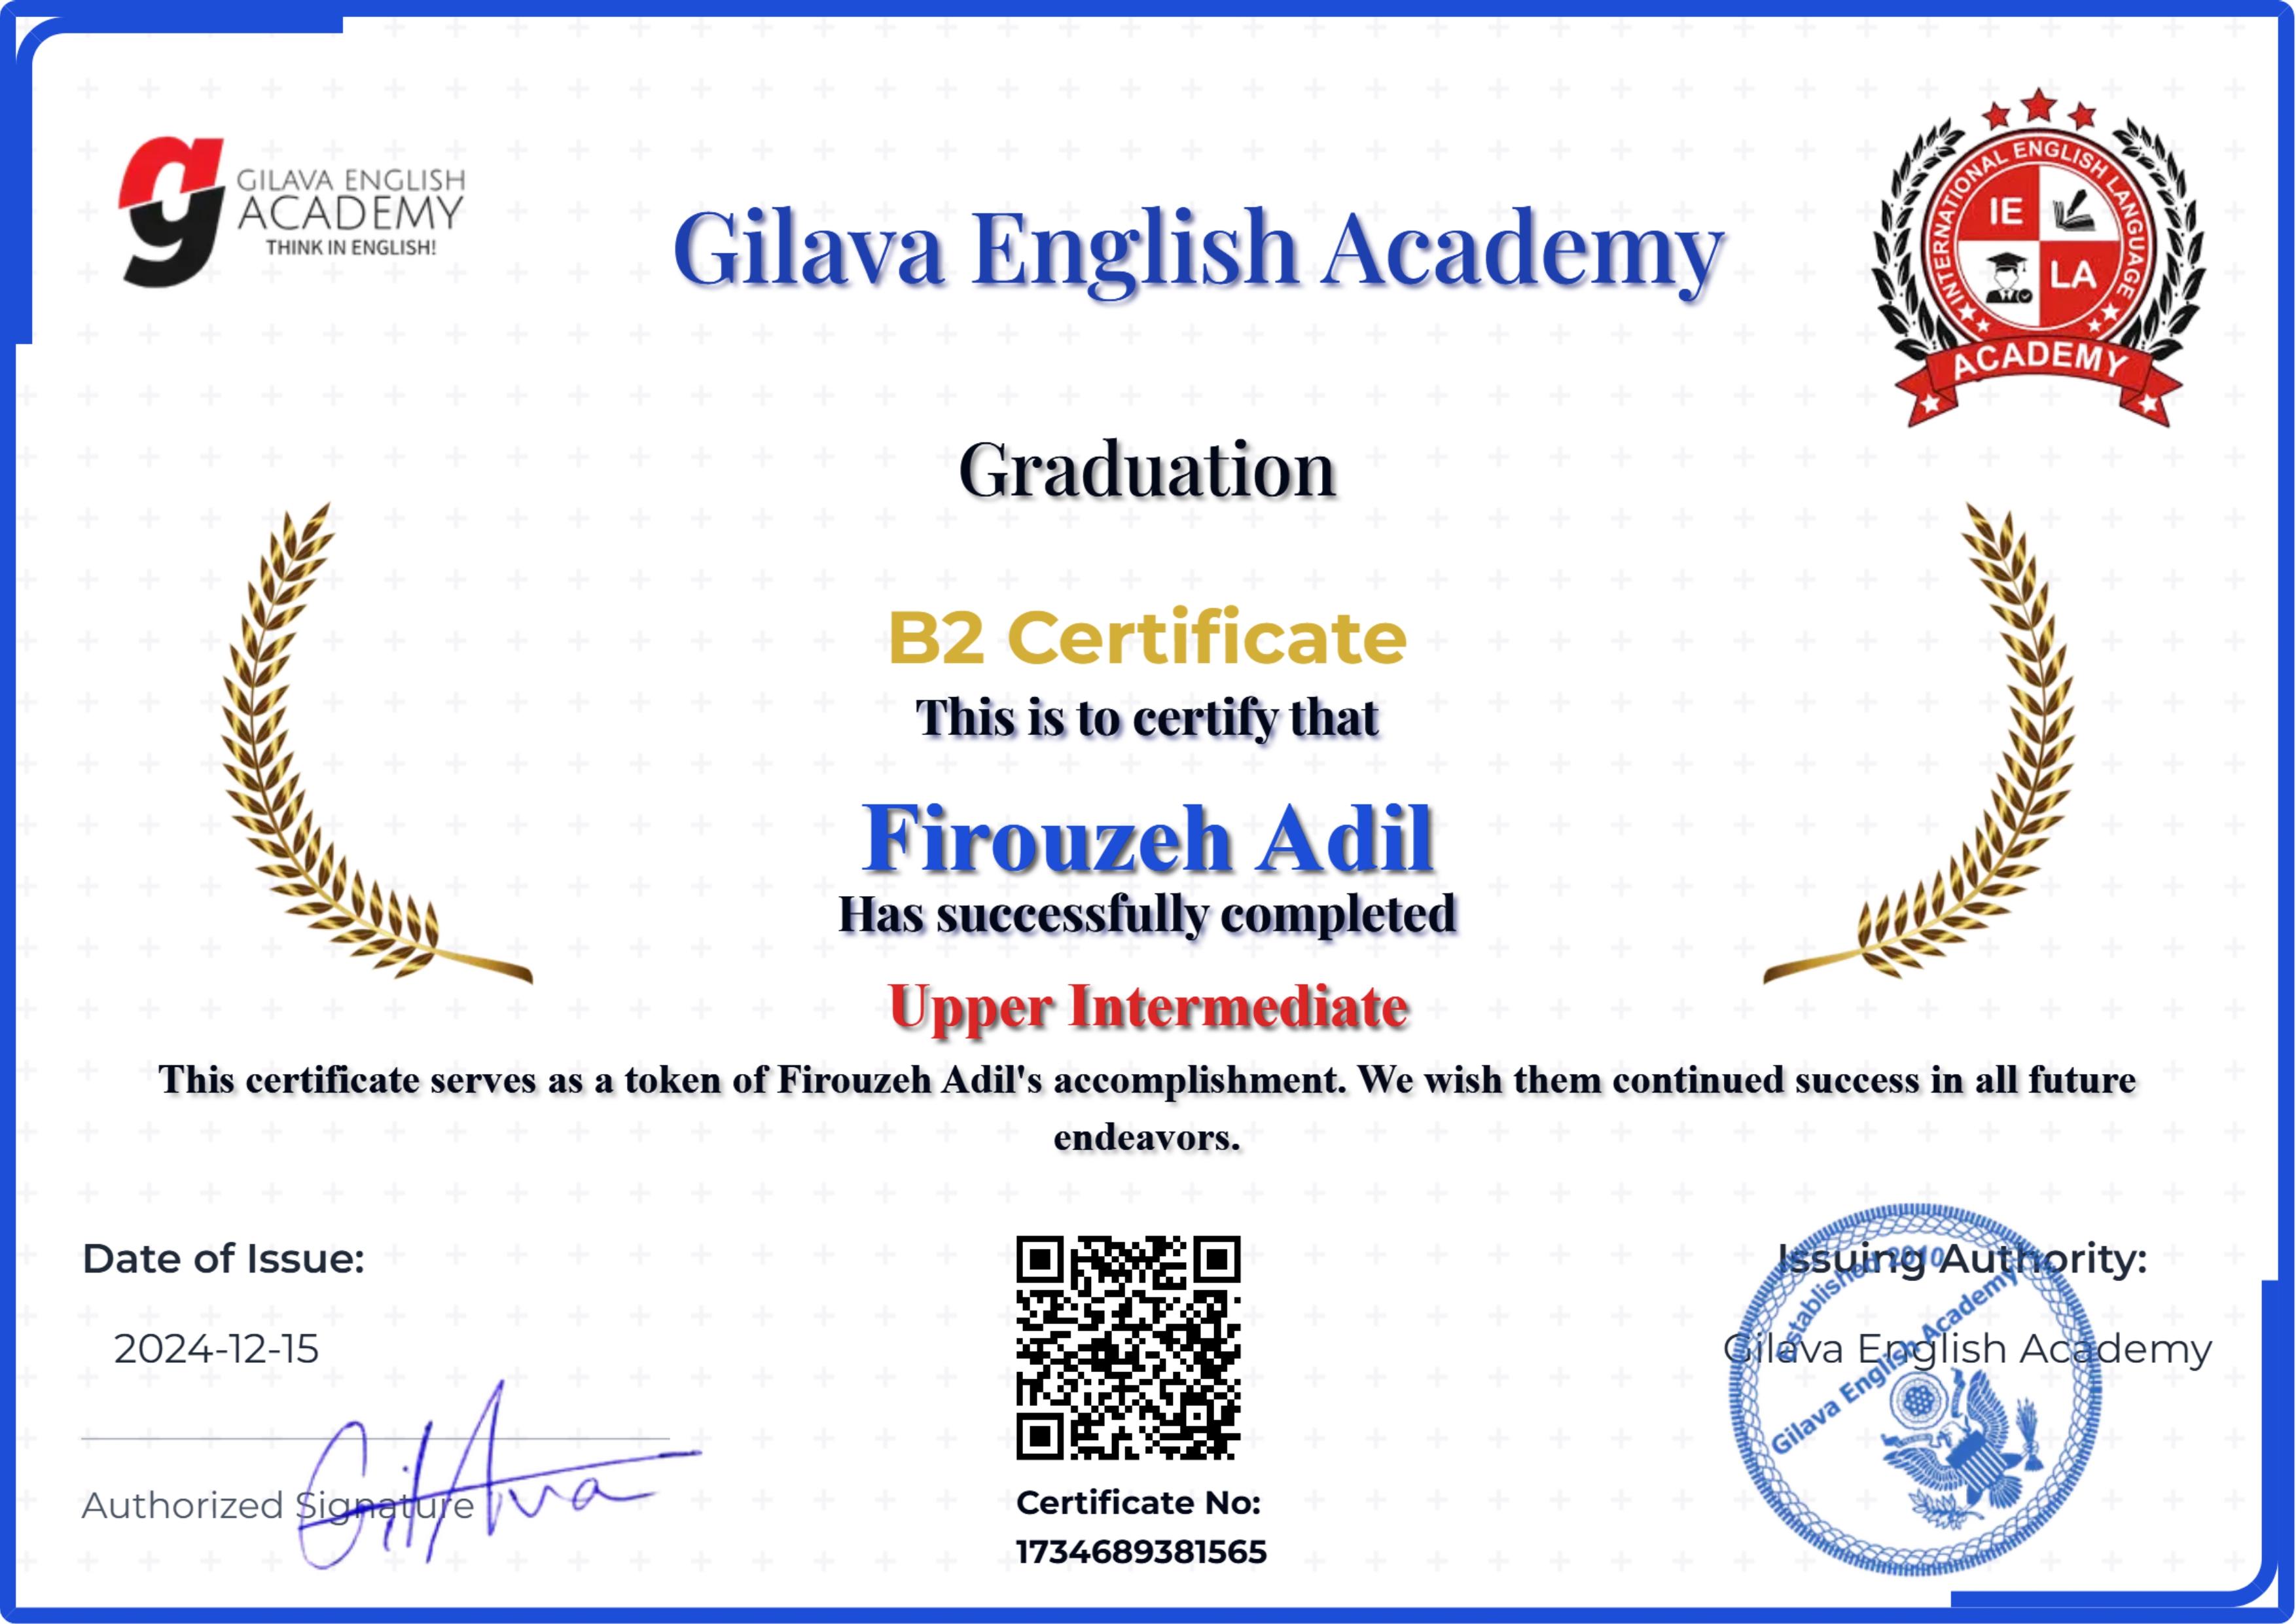 GILAVA ENGLISH
ACADEMY
THINK IN ENGLISH!
Gilava English Academy
INTERNATIONAL ENGLISH LANGUAGE
IE
LA
ACADEMY
Graduation
B2 Certificate
This is to certify that
Firouzeh Adil
Has successfully completed
Upper Intermediate
This certificate serves as a token of Firouzeh Adil's accomplishment. We wish them continued success in all future
endeavors.
Date of Issue:
2024-12-15
Authorized Signature
Gilava
Certificate No:
1734689381565
Issuing Authority:
Gilava English Academy
Established 2010
Gilava English Academy